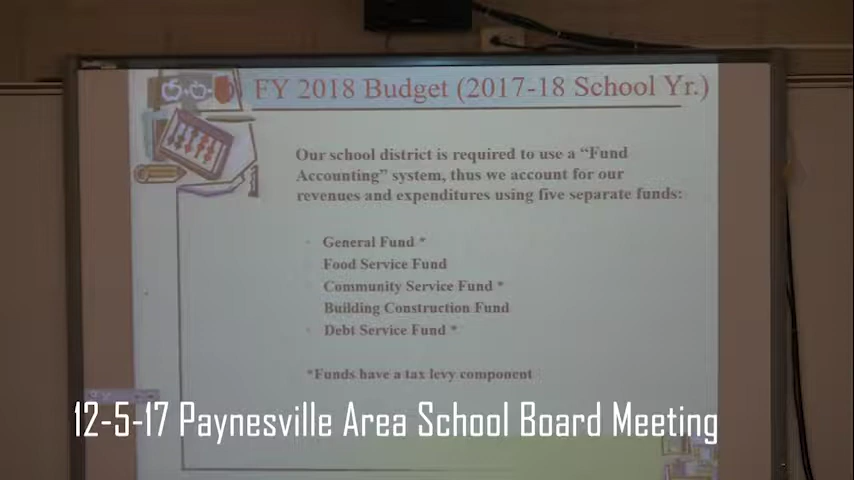 FY 2018 Budget (2017-18 School Yr.)
Our school district is required to use a “Fund
Accounting” system, thus we account for our
revenues and expenditures using five separate funds:
General Fund *
Food Service Fund
Community Service Fund *
Building Construction Fund
Debt Service Fund *
*Funds have a tax levy component
12-5-17 Paynesville Area School Board Meeting